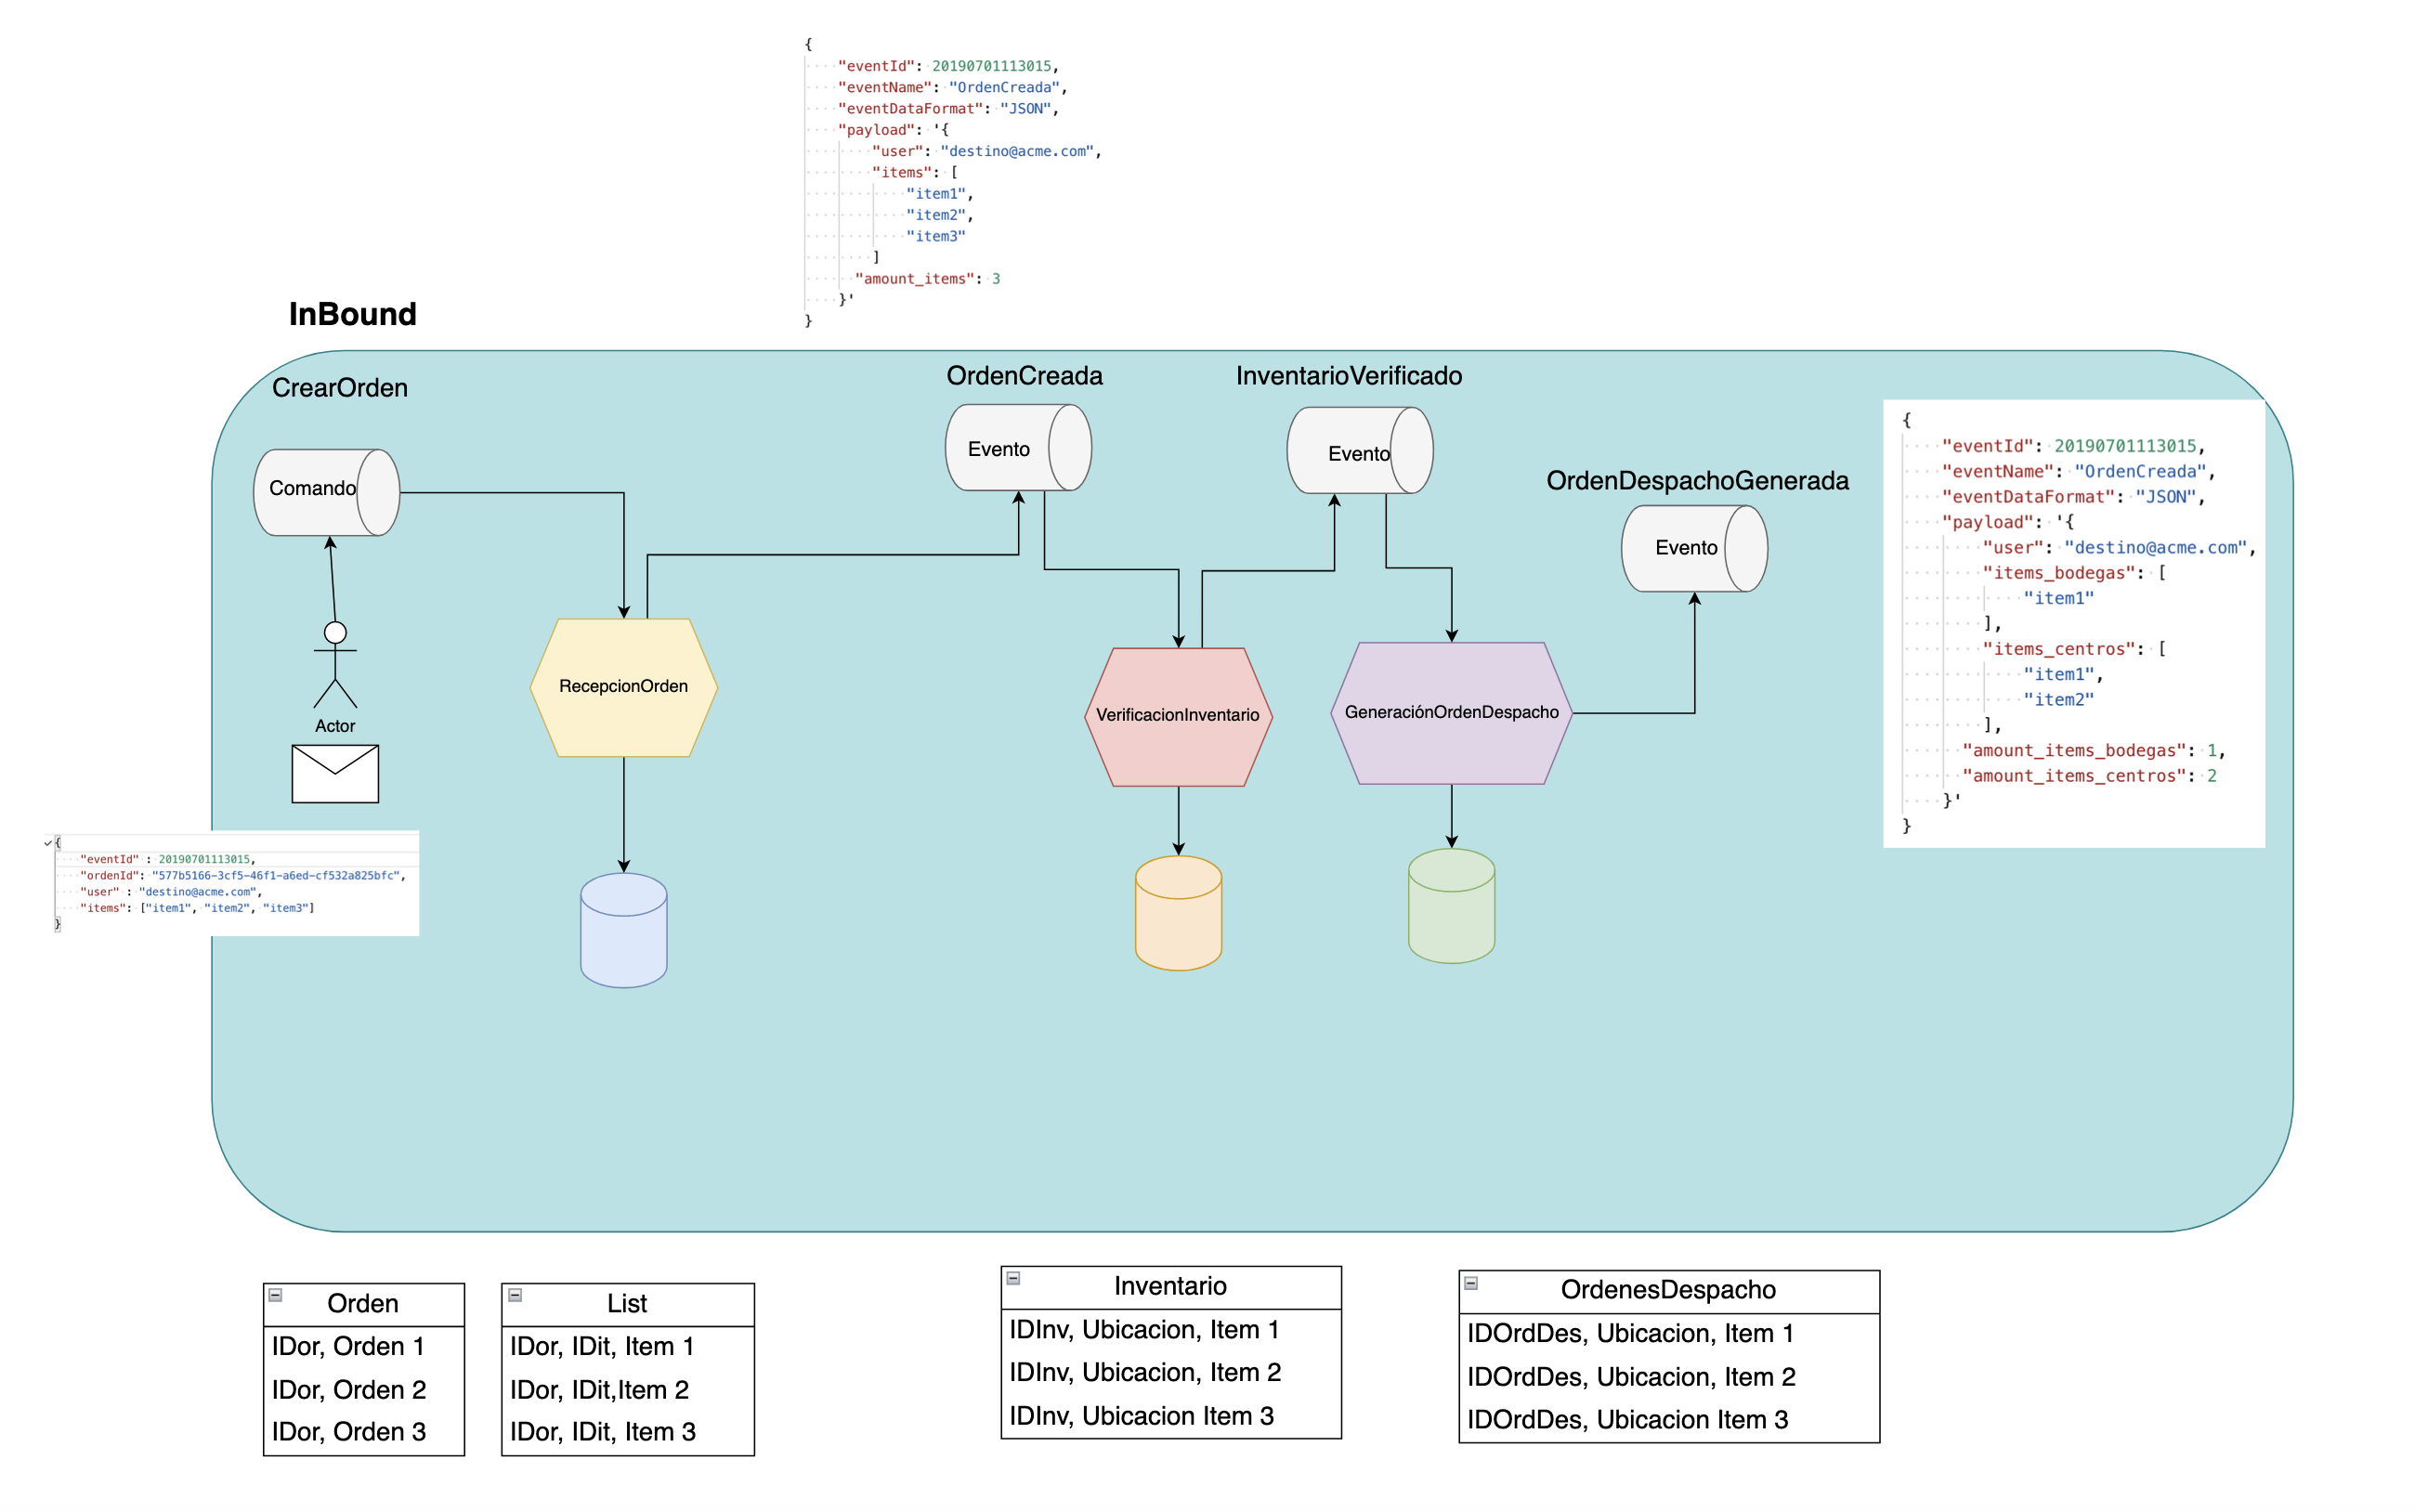 {
"eventId": 20190701113015,
"eventName": "OrdenCreada",
"eventDataFormat": "JSON",
"payload": '{
"user": "destino@acme.com",
"items": [
"item1",
"item2",
"item3"
]
"amount_items": 3
}'
}
InBound
CrearOrden
OrdenCreada
InventarioVerificado
OrdenDespachoGenerada
Comando
Evento
Evento
Evento
RecepcionOrden
VerificacionInventario
GeneraciónOrdenDespacho
Actor
{
"eventId": 20190701113015,
"eventName": "OrdenCreada",
"eventDataFormat": "JSON",
"payload": '{
"user": "destino@acme.com",
"items_bodegas": [
"item1"
],
"items_centros": [
"item1",
"item2"
],
"amount_items_bodegas": 1,
"amount_items_centros": 2
}'
}
{
"eventId" : 20190701113015,
"ordenId": "577b5166-3cf5-46f1-a6ed-cf532a825bfc",
"user" : "destino@acme.com",
"items": ["item1", "item2", "item3"]
}
Orden
IDor, Orden 1
IDor, Orden 2
IDor, Orden 3
List
IDor, IDit, Item 1
IDor, IDit,Item 2
IDor, IDit, Item 3
Inventario
IDInv, Ubicacion, Item 1
IDInv, Ubicacion, Item 2
IDInv, Ubicacion Item 3
OrdenesDespacho
IDOrdDes, Ubicacion, Item 1
IDOrdDes, Ubicacion, Item 2
IDOrdDes, Ubicacion Item 3